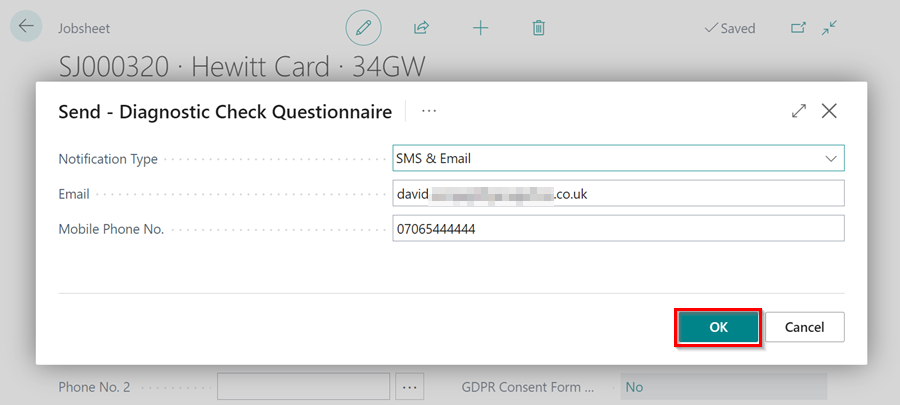 Jobsheet
Saved
SJ000320 · Hewitt Card · 34GW
Send - Diagnostic Check Questionnaire
Notification Type
SMS & Email
Email
david .co.uk
Mobile Phone No.
07065444444
OK
Cancel
Phone No. 2
GDPR Consent Form ...
No